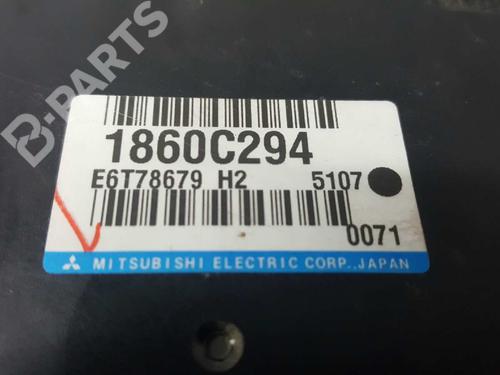 B-PARTS
1860C294
E6T78679 H2 5107
0071
MITSUBISHI ELECTRIC CORP., JAPAN